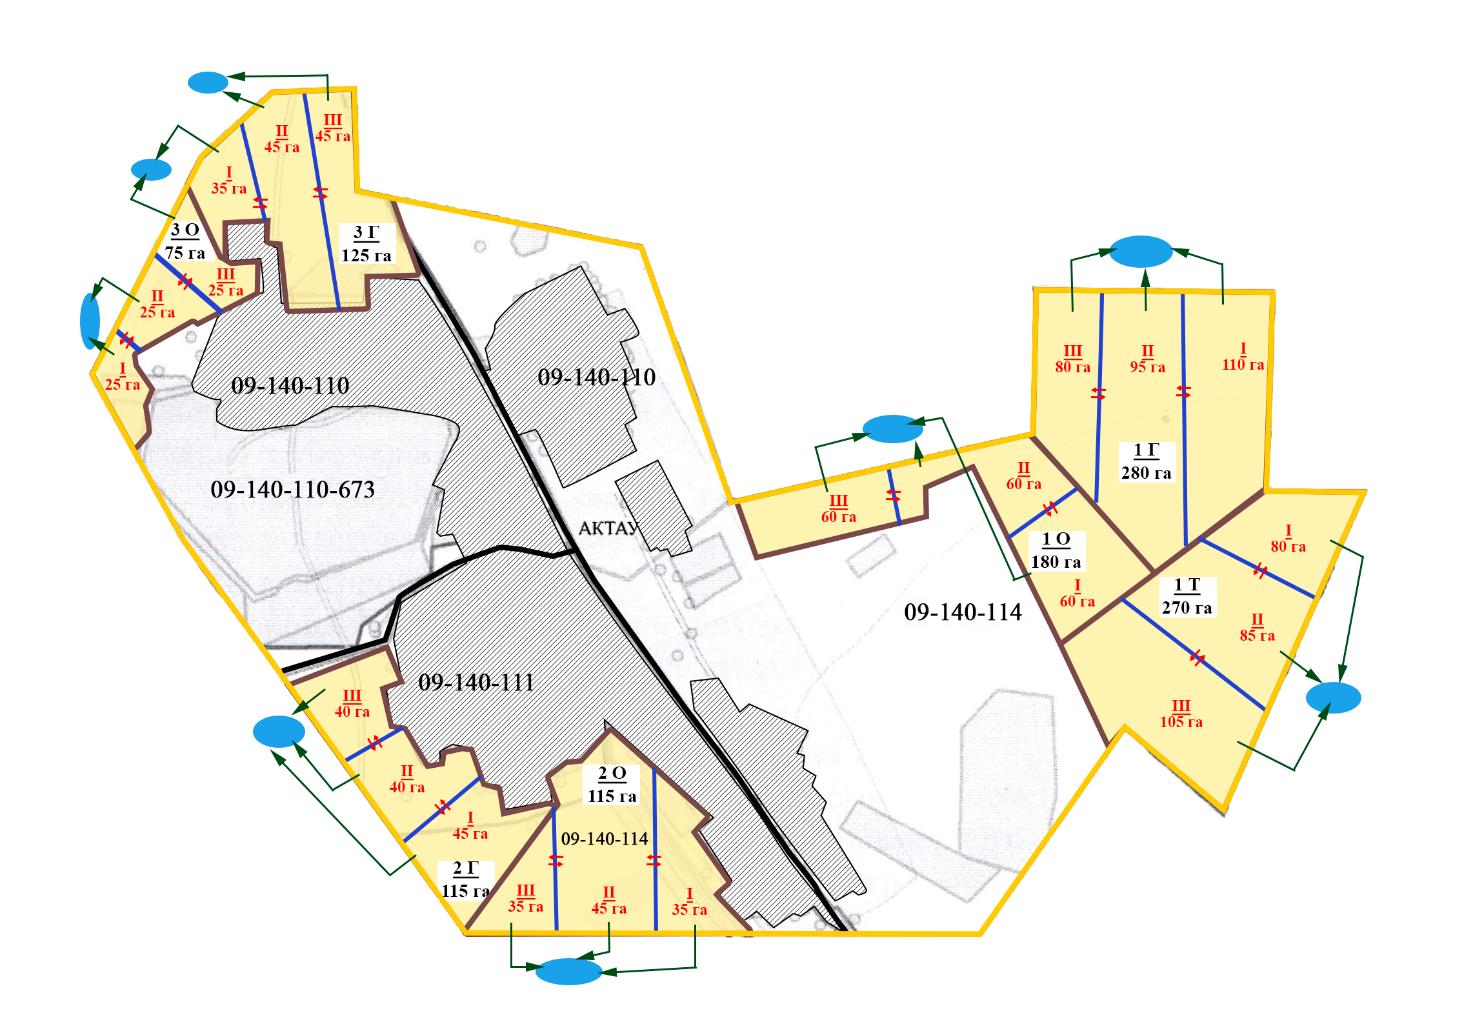 II
45 га
III
45 га
I
35 га
3 О
75 га
3 Г
125 га
III
25 га
II
25 га
I
25 га
09-140-110
09-140-110
09-140-110-673
АКТАУ
III
80 га
II
95 га
I
110 га
1 Г
280 га
II
60 га
III
60 га
1 О
180 га
I
60 га
I
80 га
1 Т
270 га
II
85 га
III
105 га
09-140-114
09-140-111
III
40 га
II
40 га
I
45 га
2 Г
115 га
2 О
115 га
09-140-114
III
35 га
II
45 га
I
35 га